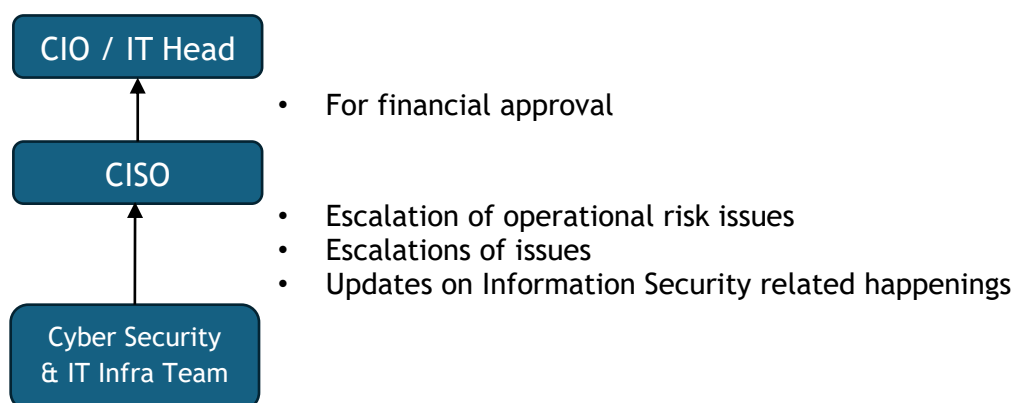 CIO / IT Head
• For financial approval
CISO
• Escalation of operational risk issues
• Escalations of issues
• Updates on Information Security related happenings
Cyber Security
& IT Infra Team